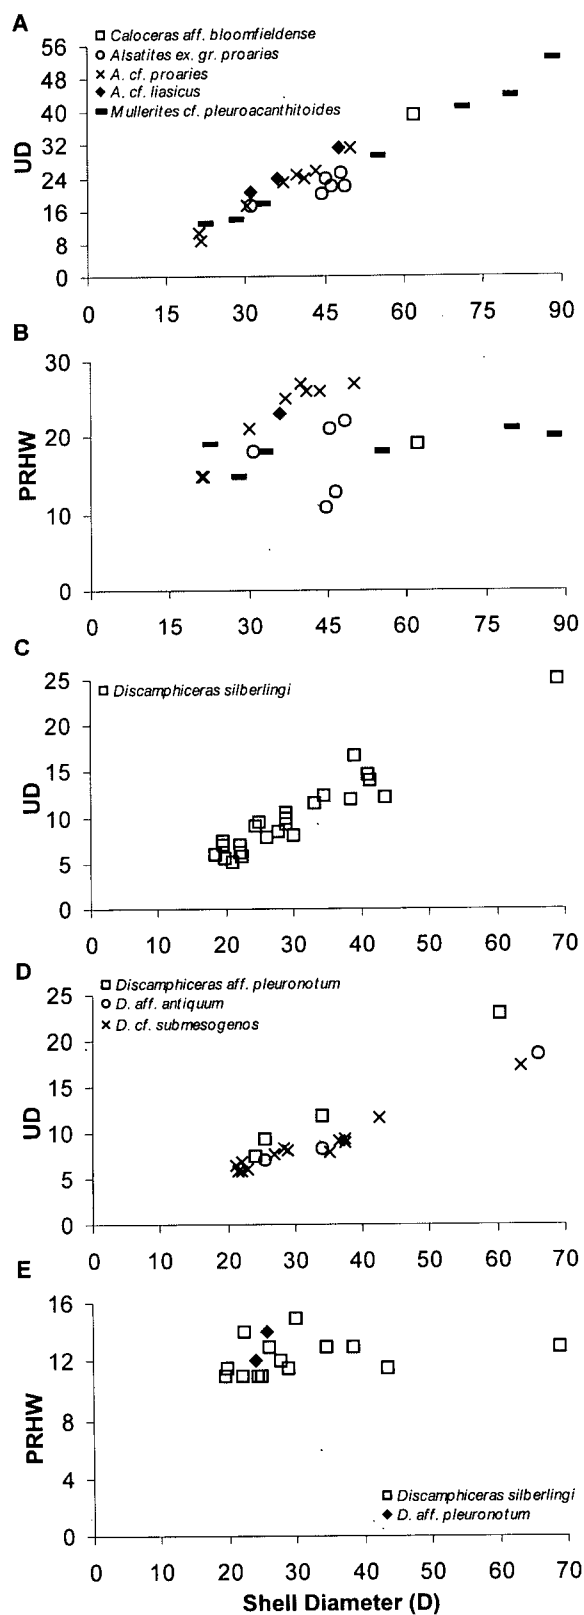 A
□ Caloceras aff. bloomfieldense
○ Alsatites ex. gr. proaries
× A. cf. proaries
◆ A. cf. liasicus
▬ Mullerites cf. pleuroacanthitoides
56
48
40
32
24
16
8
0
UD
0 15 30 45 60 75 90
B
30
20
10
0
PRHW
0 15 30 45 60 75 90
C
□ Discamphiceras silberlingi
25
20
15
10
5
0
UD
0 10 20 30 40 50 60 70
D
□ Discamphiceras aff. pleuronotum
○ D. aff. antiquum
× D. cf. submesogenos
25
20
15
10
5
0
UD
0 10 20 30 40 50 60 70
E
16
12
8
4
0
PRHW
□ Discamphiceras silberlingi
◆ D. aff. pleuronotum
0 10 20 30 40 50 60 70
Shell Diameter (D)